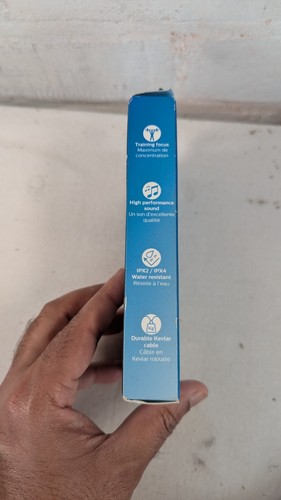 Training focus
Maximum de
concentration
High performance
sound
Un son d'excellente
qualité
IPX2 / IPX4
Water resistant
Résiste à l'eau
Durable Kevlar
cable
Câble en
Kevlar robuste